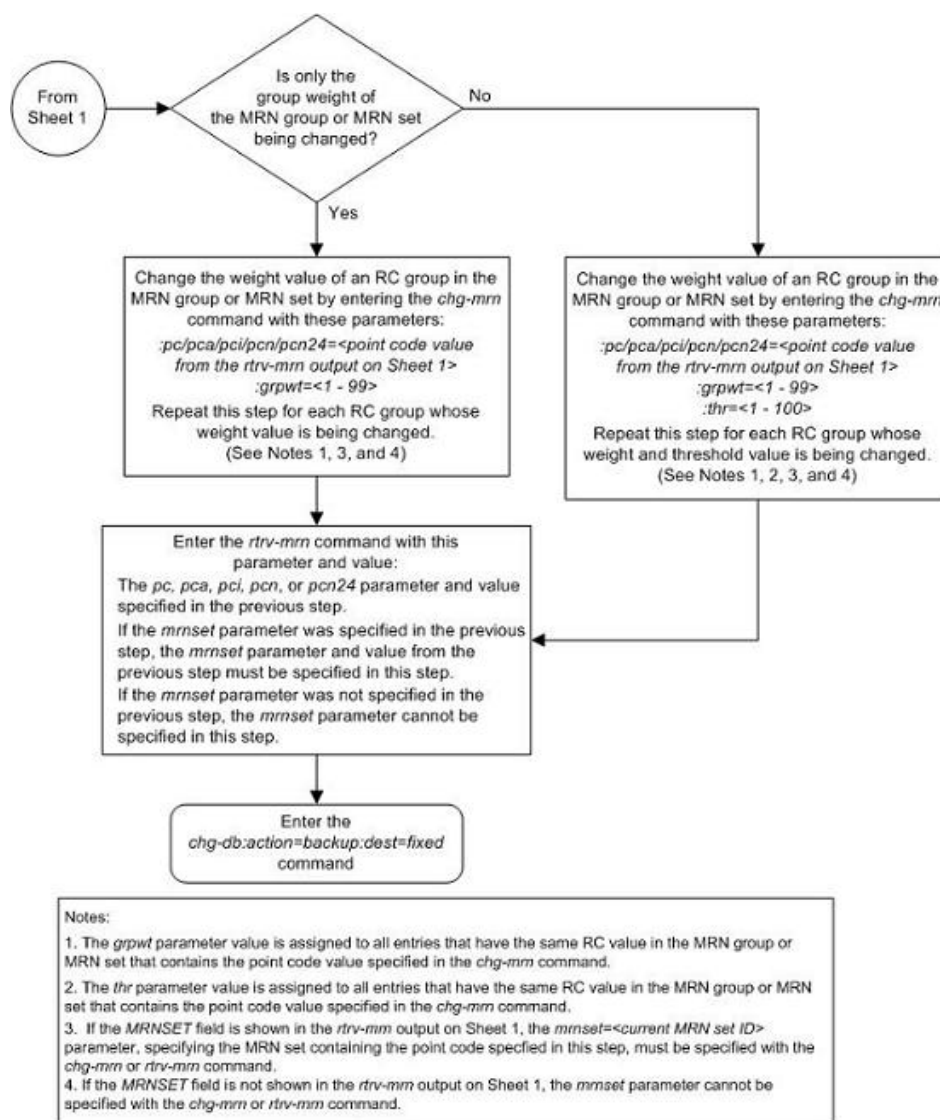 From
Sheet 1
Is only the
group weight of
the MRN group or MRN set
being changed?
No
Yes
Change the weight value of an RC group in the
MRN group or MRN set by entering the chg-mrn
command with these parameters:
:pc/pca/pci/pcn/pcn24=<point code value
from the rtrv-mrn output on Sheet 1>
:grpwt=<1 - 99>
Repeat this step for each RC group whose
weight value is being changed.
(See Notes 1, 3, and 4)
Change the weight value of an RC group in the
MRN group or MRN set by entering the chg-mrn
command with these parameters:
:pc/pca/pci/pcn/pcn24=<point code value
from the rtrv-mrn output on Sheet 1>
:grpwt=<1 - 99>
:thr=<1 - 100>
Repeat this step for each RC group whose
weight and threshold value is being changed.
(See Notes 1, 2, 3, and 4)
Enter the rtrv-mrn command with this
parameter and value:
The pc, pca, pci, pcn, or pcn24 parameter and value
specified in the previous step.
If the mrnset parameter was specified in the previous
step, the mrnset parameter and value from the
previous step must be specified in this step.
If the mrnset parameter was not specified in the
previous step, the mrnset parameter cannot be
specified in this step.
Enter the
chg-db:action=backup:dest=fixed
command
Notes:
1. The grpwt parameter value is assigned to all entries that have the same RC value in the MRN group or
MRN set that contains the point code value specified in the chg-mrn command.
2. The thr parameter value is assigned to all entries that have the same RC value in the MRN group or MRN
set that contains the point code value specified in the chg-mrn command.
3. If the MRNSET field is shown in the rtrv-mrn output on Sheet 1, the mrnset=<current MRN set ID>
parameter, specifying the MRN set containing the point code specfied in this step, must be specified with the
chg-mrn or rtrv-mrn command.
4. If the MRNSET field is not shown in the rtrv-mrn output on Sheet 1, the mrnset parameter cannot be
specified with the chg-mrn or rtrv-mrn command.